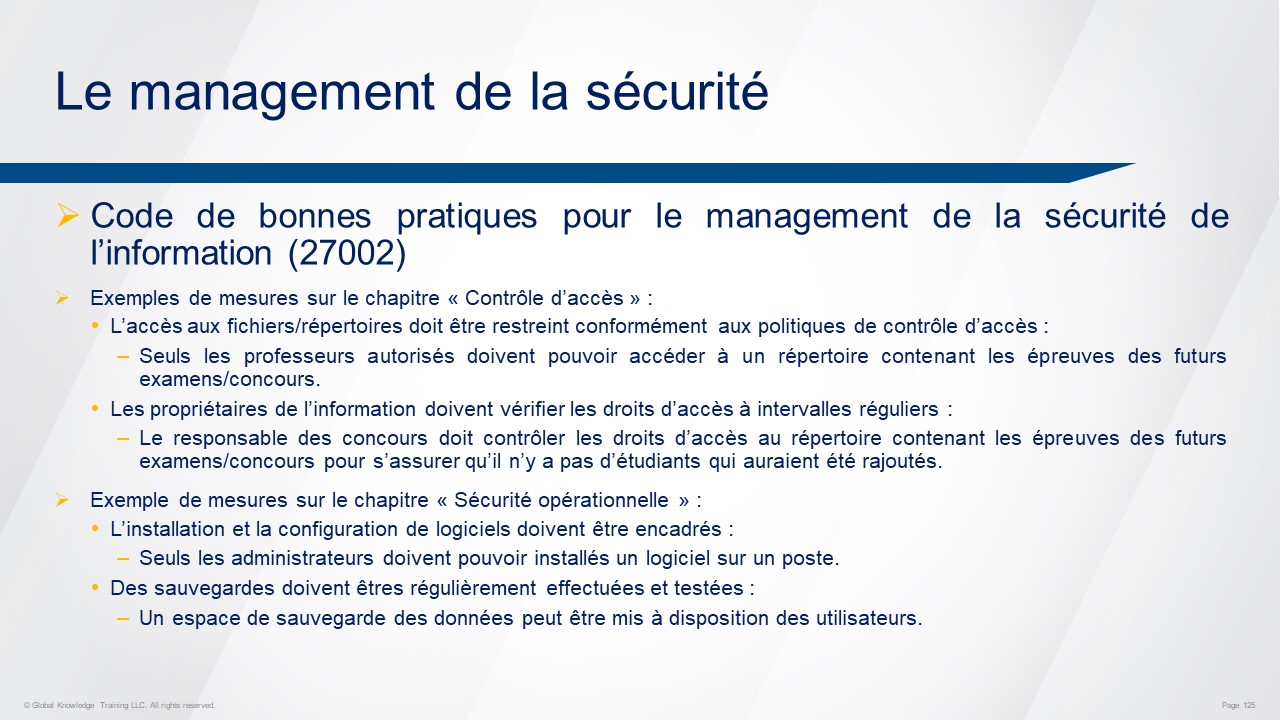 Le management de la sécurité
Code de bonnes pratiques pour le management de la sécurité de
l’information (27002)
Exemples de mesures sur le chapitre « Contrôle d’accès » :
L’accès aux fichiers/répertoires doit être restreint conformément aux politiques de contrôle d’accès :
– Seuls les professeurs autorisés doivent pouvoir accéder à un répertoire contenant les épreuves des futurs
examens/concours.
• Les propriétaires de l’information doivent vérifier les droits d’accès à intervalles réguliers :
– Le responsable des concours doit contrôler les droits d’accès au répertoire contenant les épreuves des futurs
examens/concours pour s’assurer qu’il n’y a pas d’étudiants qui auraient été rajoutés.
Exemple de mesures sur le chapitre « Sécurité opérationnelle » :
• L’installation et la configuration de logiciels doivent être encadrés :
– Seuls les administrateurs doivent pouvoir installés un logiciel sur un poste.
• Des sauvegardes doivent êtres régulièrement effectuées et testées :
– Un espace de sauvegarde des données peut être mis à disposition des utilisateurs.
© Global Knowledge Training LLC. All rights reserved.
Page 125